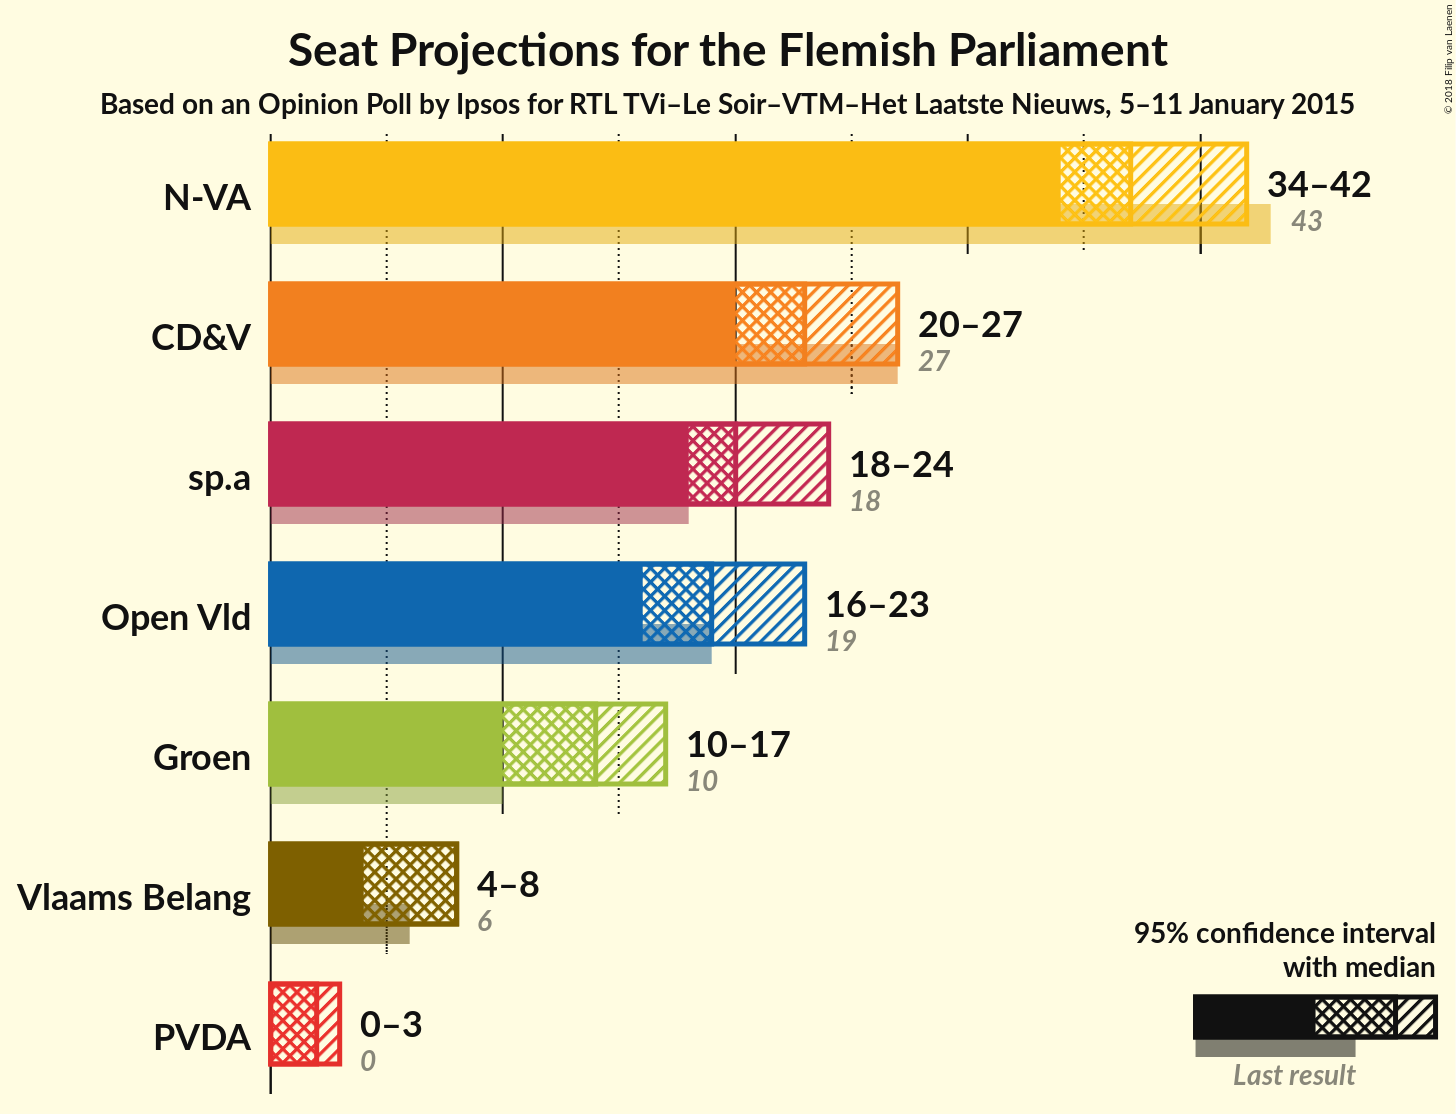 Seat Projections for the Flemish Parliament
Based on an Opinion Poll by Ipsos for RTL TVi–Le Soir–VTM–Het Laatste Nieuws, 5–11 January 2015
© 2018 Filip van Laenen
N-VA
34–42
43
CD&V
20–27
27
sp.a
18–24
18
Open Vld
16–23
19
Groen
10–17
10
Vlaams Belang
4–8
6
PVDA
0–3
0
95% confidence interval
with median
Last result